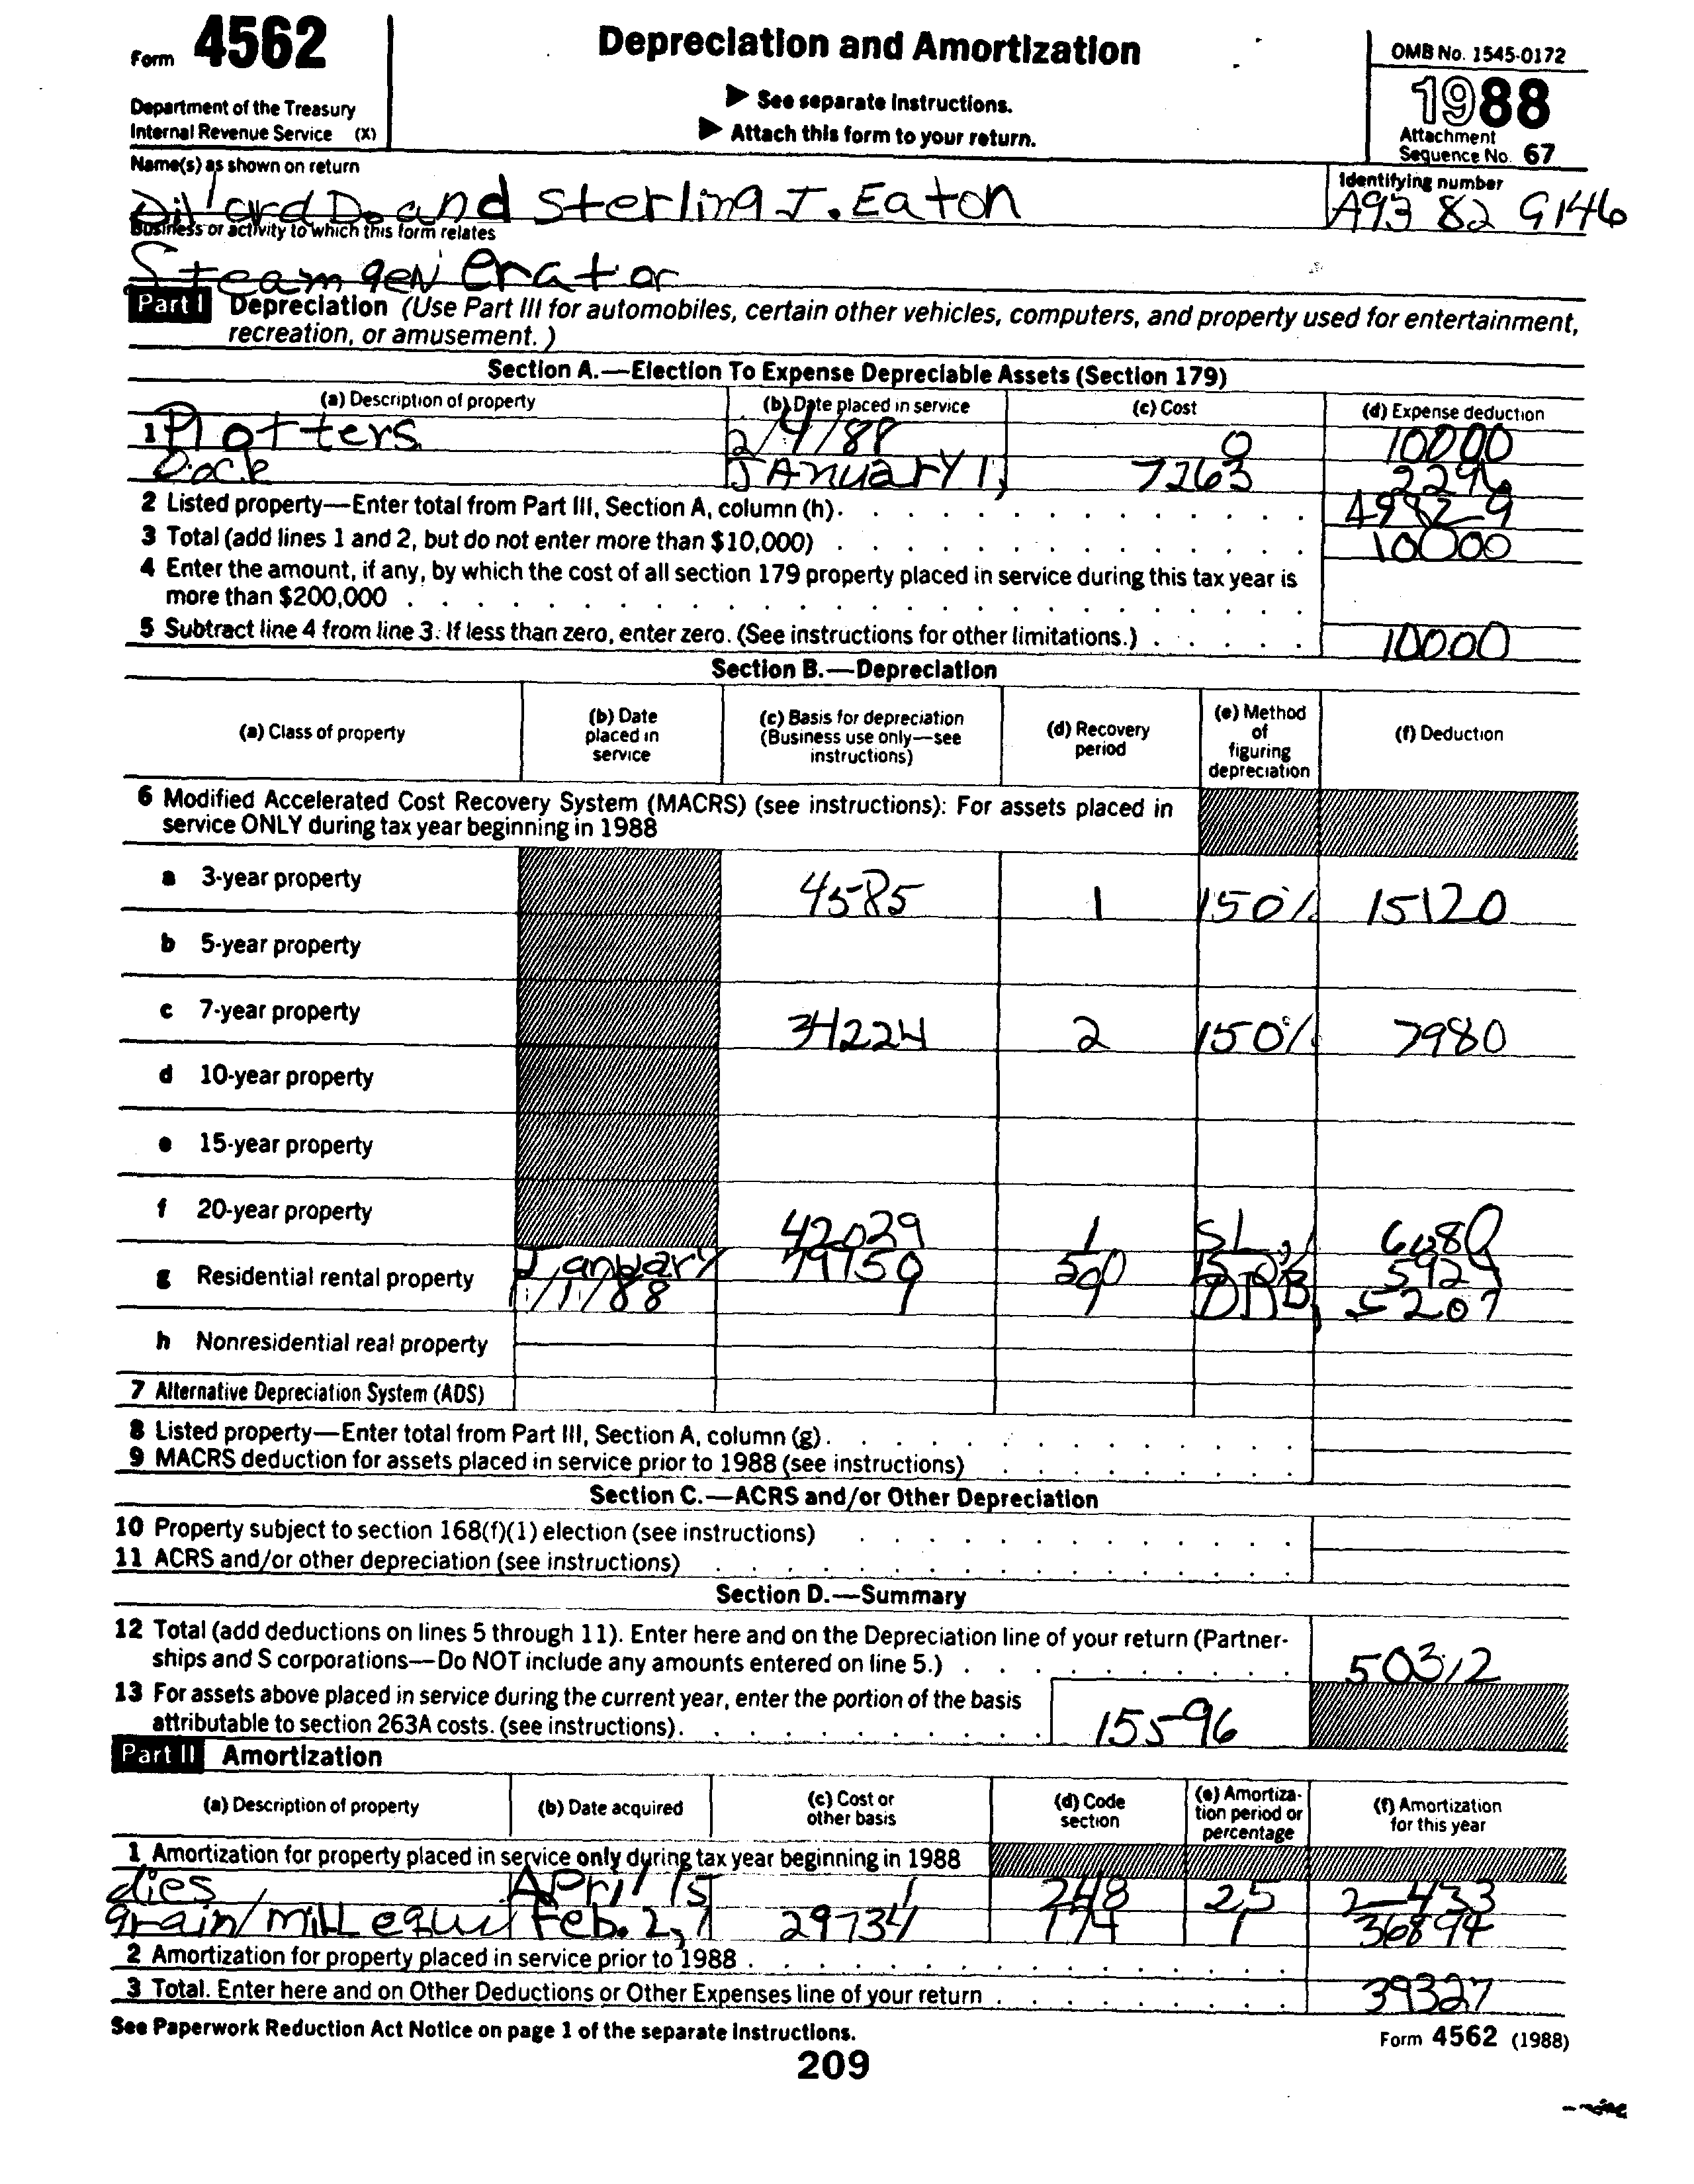 Form 4562
Depreciation and Amortization
OMB No. 1545-0172
1988
Department of the Treasury
Internal Revenue Service (X)
▶ See separate Instructions.
▶ Attach this form to your return.
Attachment
Sequence No. 67
Name(s) as shown on return
Identifying number
D. and Sterling J. Eaton
A93 82 9146
Business or activity to which this form relates
Steam generator
Part I Depreciation (Use Part III for automobiles, certain other vehicles, computers, and property used for entertainment,
recreation, or amusement.)
Section A.—Election To Expense Depreciable Assets (Section 179)
(a) Description of property (b) Date placed in service (c) Cost (d) Expense deduction
1 Plotters 2/4/88 0 10000
Dock January 1, 7263 2296
2 Listed property—Enter total from Part III, Section A, column (h) 49829
3 Total (add lines 1 and 2, but do not enter more than $10,000) 10000
4 Enter the amount, if any, by which the cost of all section 179 property placed in service during this tax year is
more than $200,000
5 Subtract line 4 from line 3. If less than zero, enter zero. (See instructions for other limitations.) 10000
Section B.—Depreciation
(a) Class of property (b) Date placed in service (c) Basis for depreciation (Business use only—see instructions) (d) Recovery period (e) Method of figuring depreciation (f) Deduction
6 Modified Accelerated Cost Recovery System (MACRS) (see instructions): For assets placed in
service ONLY during tax year beginning in 1988
a 3-year property 4585 1 150% 15120
b 5-year property
c 7-year property 34224 2 150% 7980
d 10-year property
e 15-year property
f 20-year property 42029 1 SL 6080
g Residential rental property January 79759 50 150% 5925
1/1/88 1 9 DDB 5207
h Nonresidential real property
7 Alternative Depreciation System (ADS)
8 Listed property—Enter total from Part III, Section A, column (g)
9 MACRS deduction for assets placed in service prior to 1988 (see instructions)
Section C.—ACRS and/or Other Depreciation
10 Property subject to section 168(f)(1) election (see instructions)
11 ACRS and/or other depreciation (see instructions)
Section D.—Summary
12 Total (add deductions on lines 5 through 11). Enter here and on the Depreciation line of your return (Partner-
ships and S corporations—Do NOT include any amounts entered on line 5.) 50312
13 For assets above placed in service during the current year, enter the portion of the basis
attributable to section 263A costs. (see instructions) 15596
Part II Amortization
(a) Description of property (b) Date acquired (c) Cost or other basis (d) Code section (e) Amortiza-tion period or percentage (f) Amortization for this year
1 Amortization for property placed in service only during tax year beginning in 1988
dies April 15 1 248 25 2433
grain/mill equi Feb. 2, 1 29734 174 1 36894
2 Amortization for property placed in service prior to 1988
3 Total. Enter here and on Other Deductions or Other Expenses line of your return 39327
See Paperwork Reduction Act Notice on page 1 of the separate Instructions.
Form 4562 (1988)
209